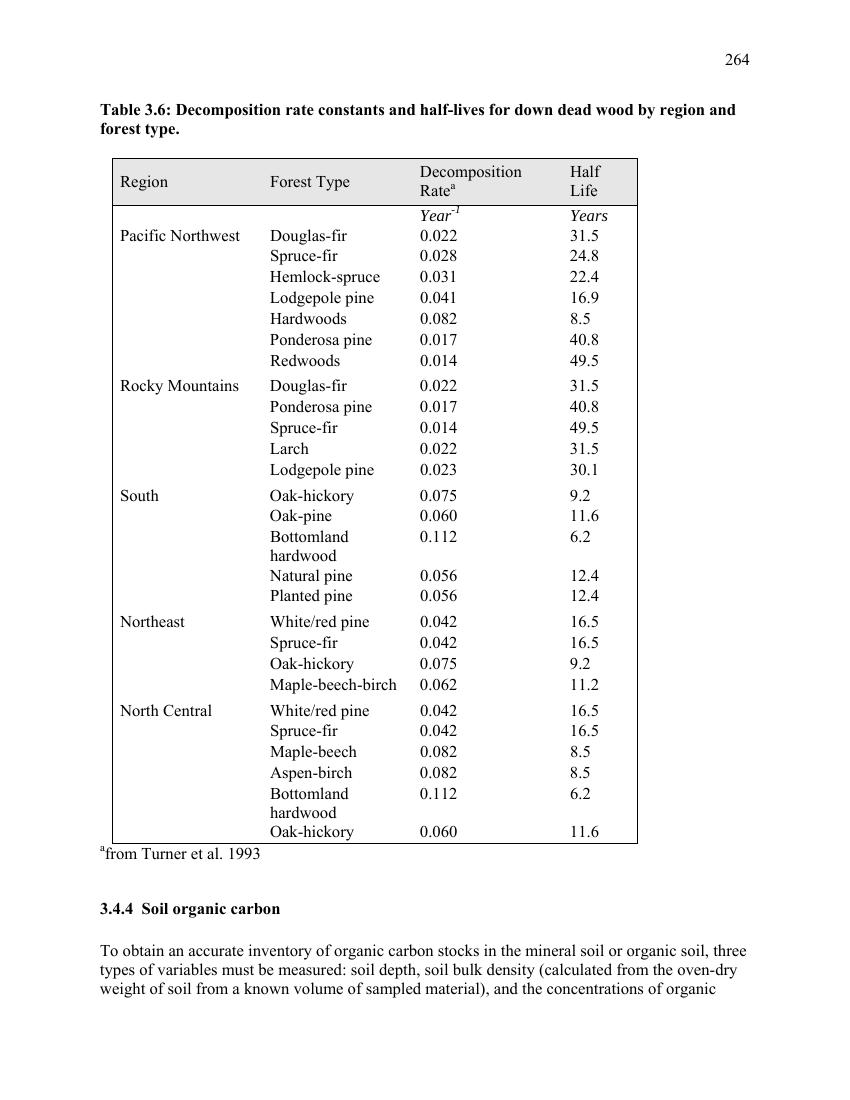 264
Table 3.6: Decomposition rate constants and half-lives for down dead wood by region and
forest type.
Region Forest Type Decomposition Rateᵃ Half Life
Year⁻¹ Years
Pacific Northwest Douglas-fir 0.022 31.5
Spruce-fir 0.028 24.8
Hemlock-spruce 0.031 22.4
Lodgepole pine 0.041 16.9
Hardwoods 0.082 8.5
Ponderosa pine 0.017 40.8
Redwoods 0.014 49.5
Rocky Mountains Douglas-fir 0.022 31.5
Ponderosa pine 0.017 40.8
Spruce-fir 0.014 49.5
Larch 0.022 31.5
Lodgepole pine 0.023 30.1
South Oak-hickory 0.075 9.2
Oak-pine 0.060 11.6
Bottomland 0.112 6.2
hardwood
Natural pine 0.056 12.4
Planted pine 0.056 12.4
Northeast White/red pine 0.042 16.5
Spruce-fir 0.042 16.5
Oak-hickory 0.075 9.2
Maple-beech-birch 0.062 11.2
North Central White/red pine 0.042 16.5
Spruce-fir 0.042 16.5
Maple-beech 0.082 8.5
Aspen-birch 0.082 8.5
Bottomland 0.112 6.2
hardwood
Oak-hickory 0.060 11.6
ᵃfrom Turner et al. 1993
3.4.4 Soil organic carbon
To obtain an accurate inventory of organic carbon stocks in the mineral soil or organic soil, three
types of variables must be measured: soil depth, soil bulk density (calculated from the oven-dry
weight of soil from a known volume of sampled material), and the concentrations of organic